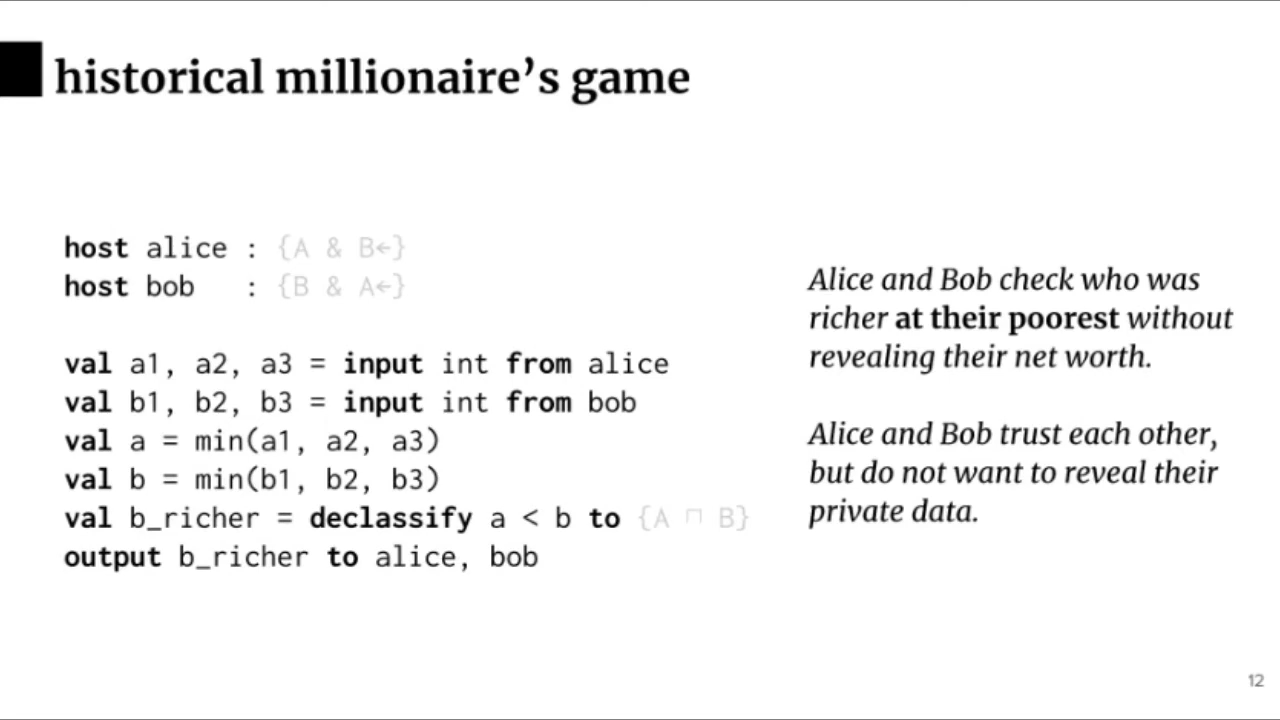 historical millionaire’s game
host alice : {A & B←}
host bob : {B & A←}
val a1, a2, a3 = input int from alice
val b1, b2, b3 = input int from bob
val a = min(a1, a2, a3)
val b = min(b1, b2, b3)
val b_richer = declassify a < b to {A ⊓ B}
output b_richer to alice, bob
Alice and Bob check who was
richer at their poorest without
revealing their net worth.
Alice and Bob trust each other,
but do not want to reveal their
private data.
12